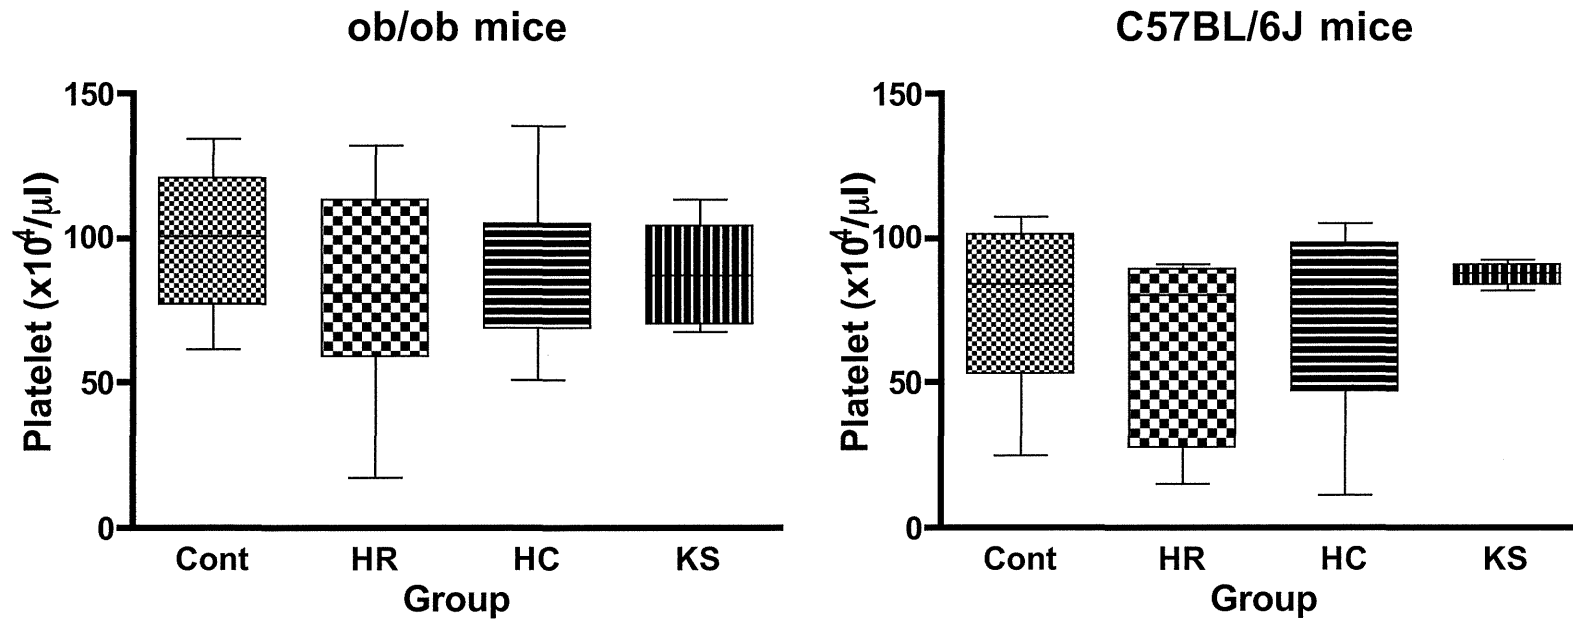 ob/ob mice
150
100
50
0
Platelet (x10⁴/µl)
Cont HR HC KS
Group
C57BL/6J mice
150
100
50
0
Platelet (x10⁴/µl)
Cont HR HC KS
Group